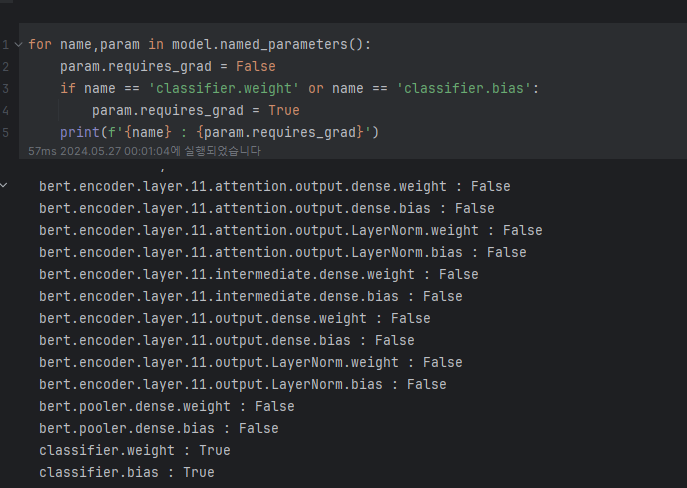 1 for name,param in model.named_parameters():
2 param.requires_grad = False
3 if name == 'classifier.weight' or name == 'classifier.bias':
4 param.requires_grad = True
5 print(f'{name} : {param.requires_grad}')
57ms 2024.05.27 00:01:04에 실행되었습니다
bert.encoder.layer.11.attention.output.dense.weight : False
bert.encoder.layer.11.attention.output.dense.bias : False
bert.encoder.layer.11.attention.output.LayerNorm.weight : False
bert.encoder.layer.11.attention.output.LayerNorm.bias : False
bert.encoder.layer.11.intermediate.dense.weight : False
bert.encoder.layer.11.intermediate.dense.bias : False
bert.encoder.layer.11.output.dense.weight : False
bert.encoder.layer.11.output.dense.bias : False
bert.encoder.layer.11.output.LayerNorm.weight : False
bert.encoder.layer.11.output.LayerNorm.bias : False
bert.pooler.dense.weight : False
bert.pooler.dense.bias : False
classifier.weight : True
classifier.bias : True